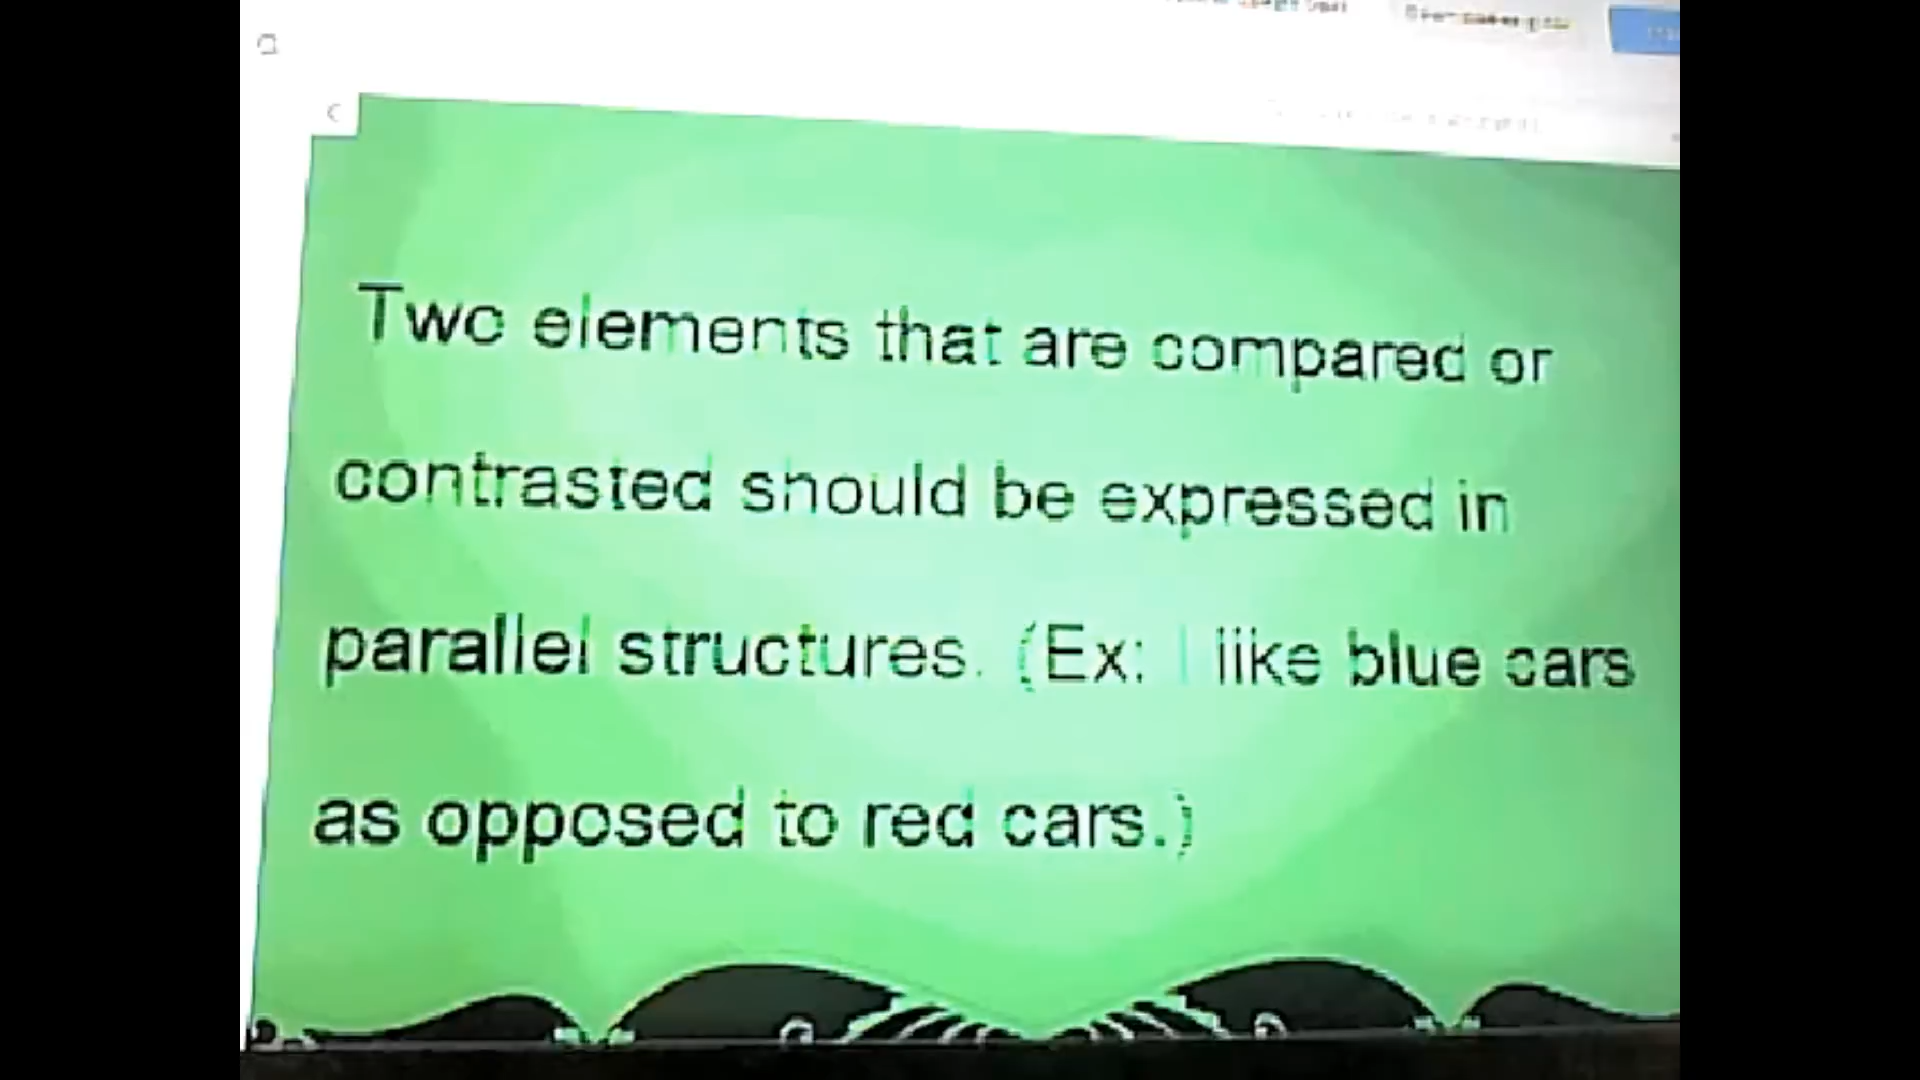 Two elements that are compared or
contrasted should be expressed in
parallel structures. (Ex: I like blue cars
as opposed to red cars.)